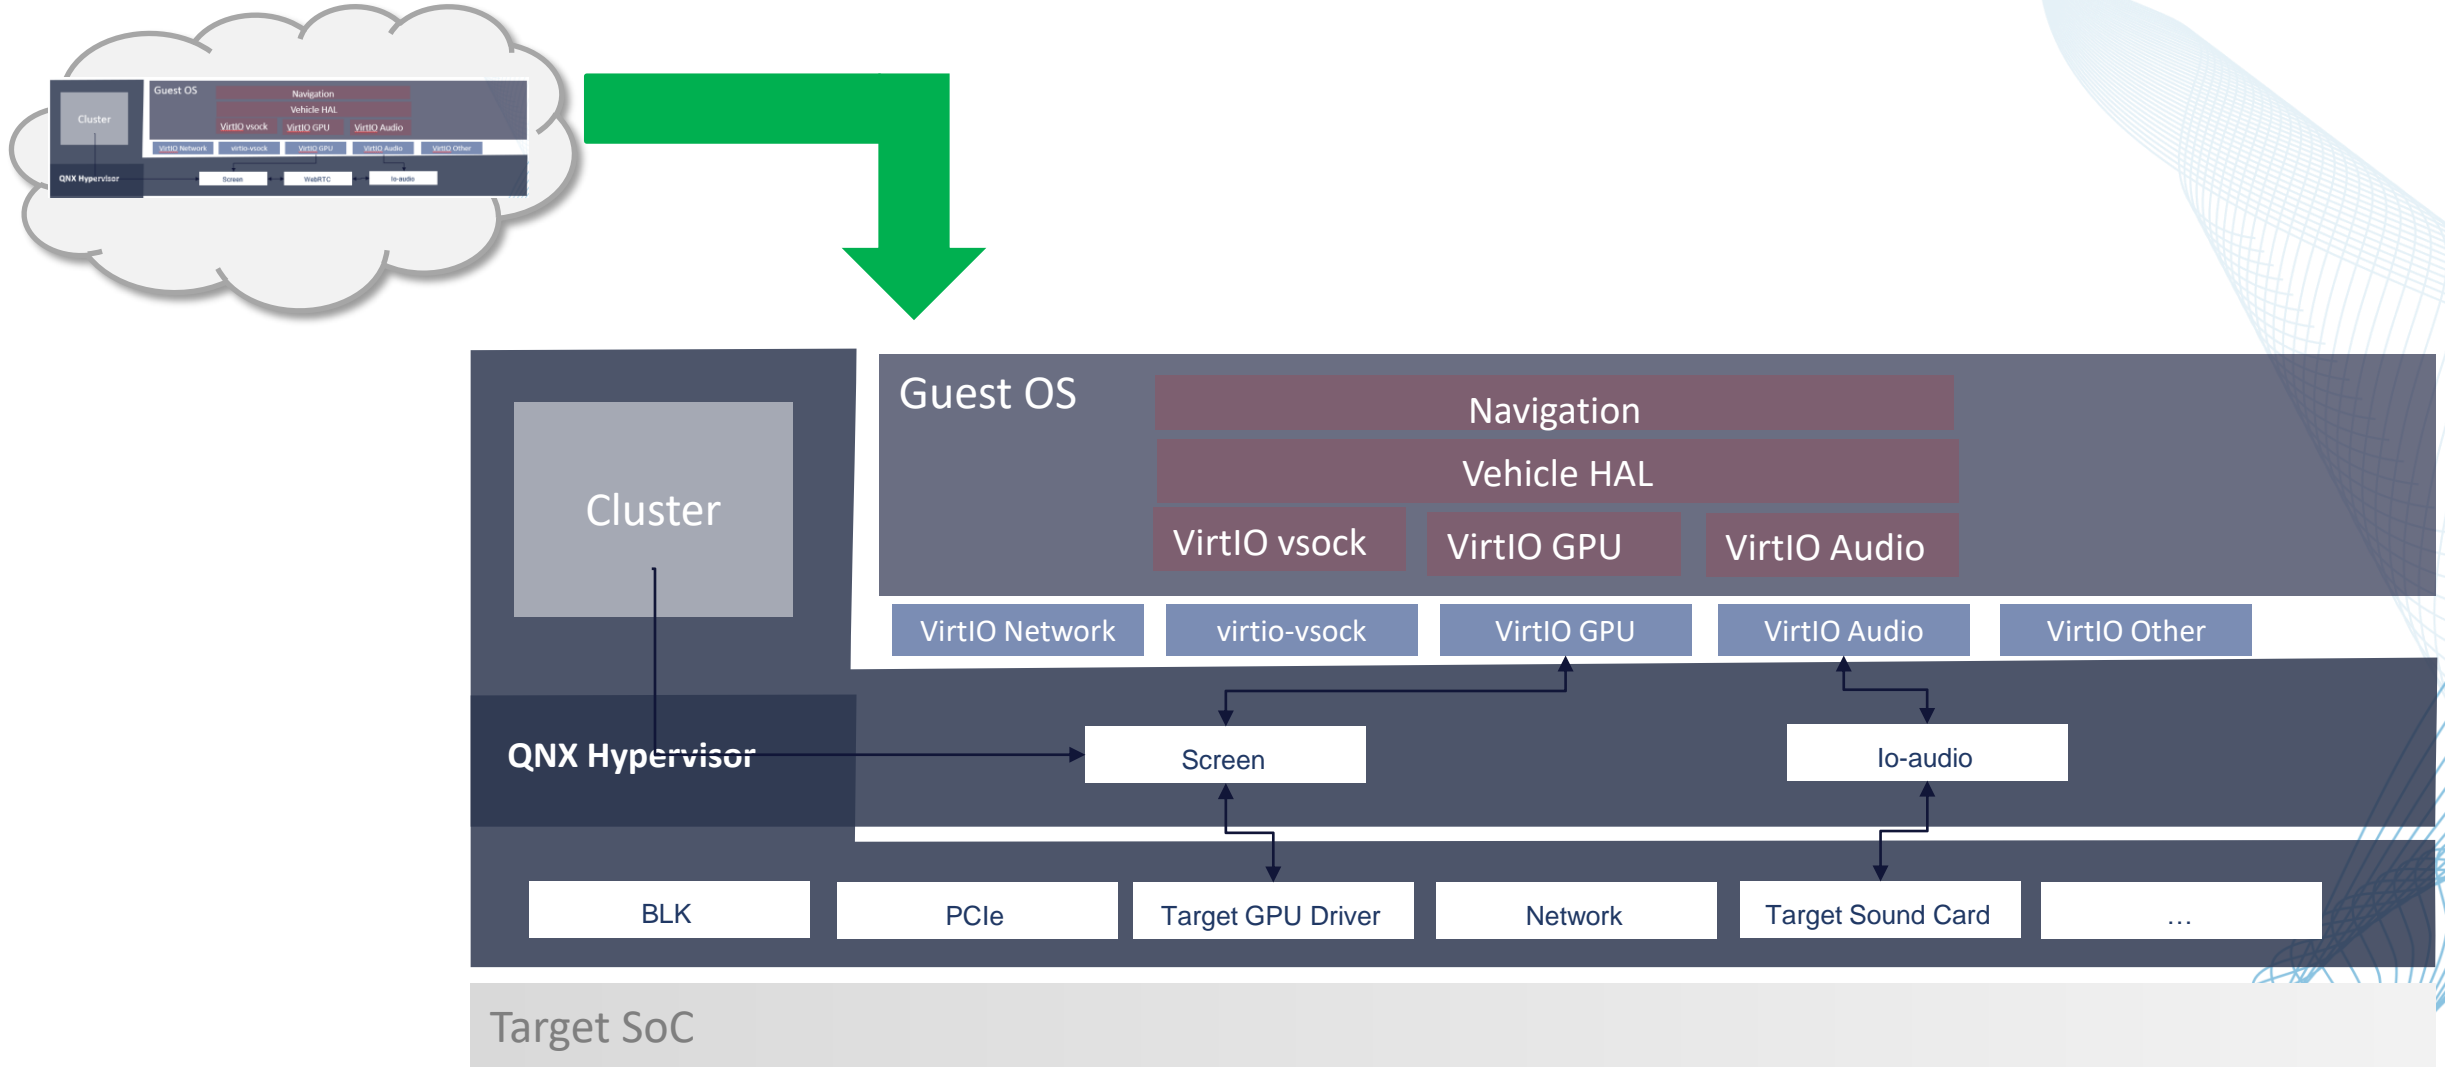 Guest OS
Navigation
Vehicle HAL
Cluster
VirtIO vsock
VirtIO GPU
VirtIO Audio
VirtIO Network
virtio-vsock
VirtIO GPU
VirtIO Audio
VirtIO Other
QNX Hypervisor
Screen
WebRTC
Io-audio
Guest OS
Navigation
Vehicle HAL
Cluster
VirtIO vsock
VirtIO GPU
VirtIO Audio
VirtIO Network
virtio-vsock
VirtIO GPU
VirtIO Audio
VirtIO Other
QNX Hypervisor
Screen
Io-audio
BLK
PCIe
Target GPU Driver
Network
Target Sound Card
…
Target SoC